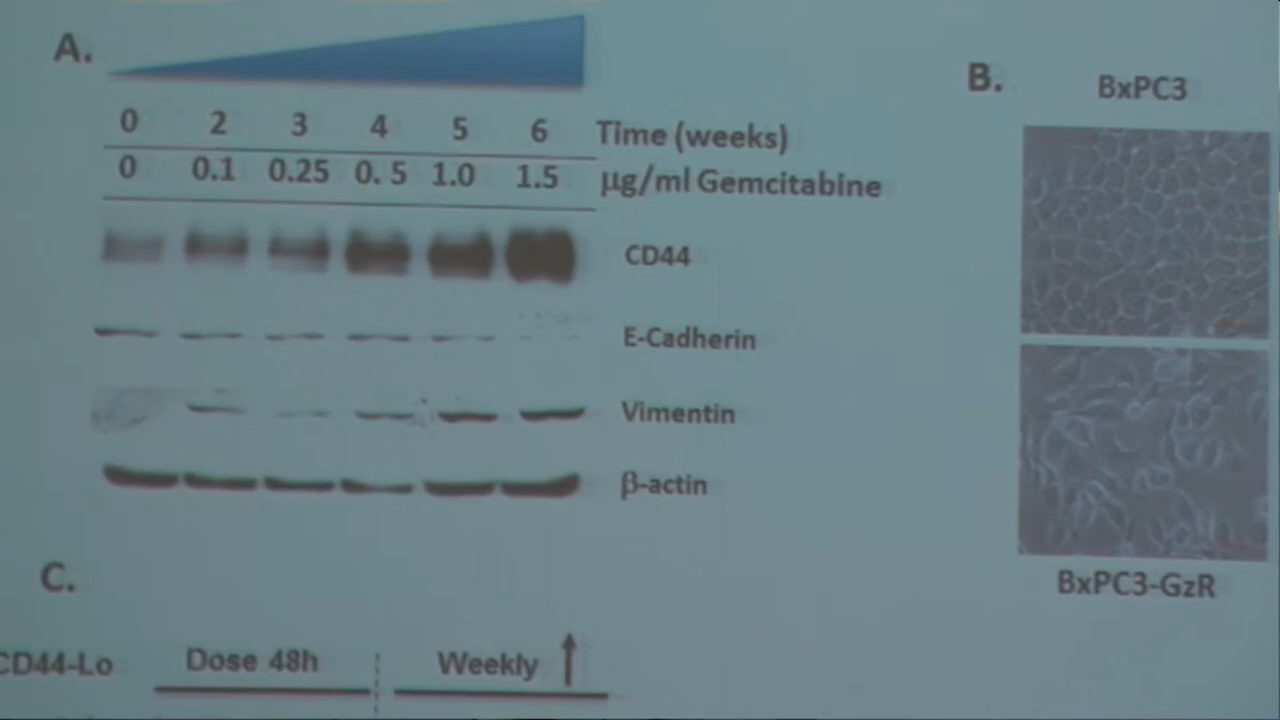 A.
0 2 3 4 5 6 Time (weeks)
0 0.1 0.25 0. 5 1.0 1.5 μg/ml Gemcitabine
CD44
E-Cadherin
Vimentin
β-actin
B.
BxPC3
BxPC3-GzR
C.
CD44-Lo Dose 48h Weekly